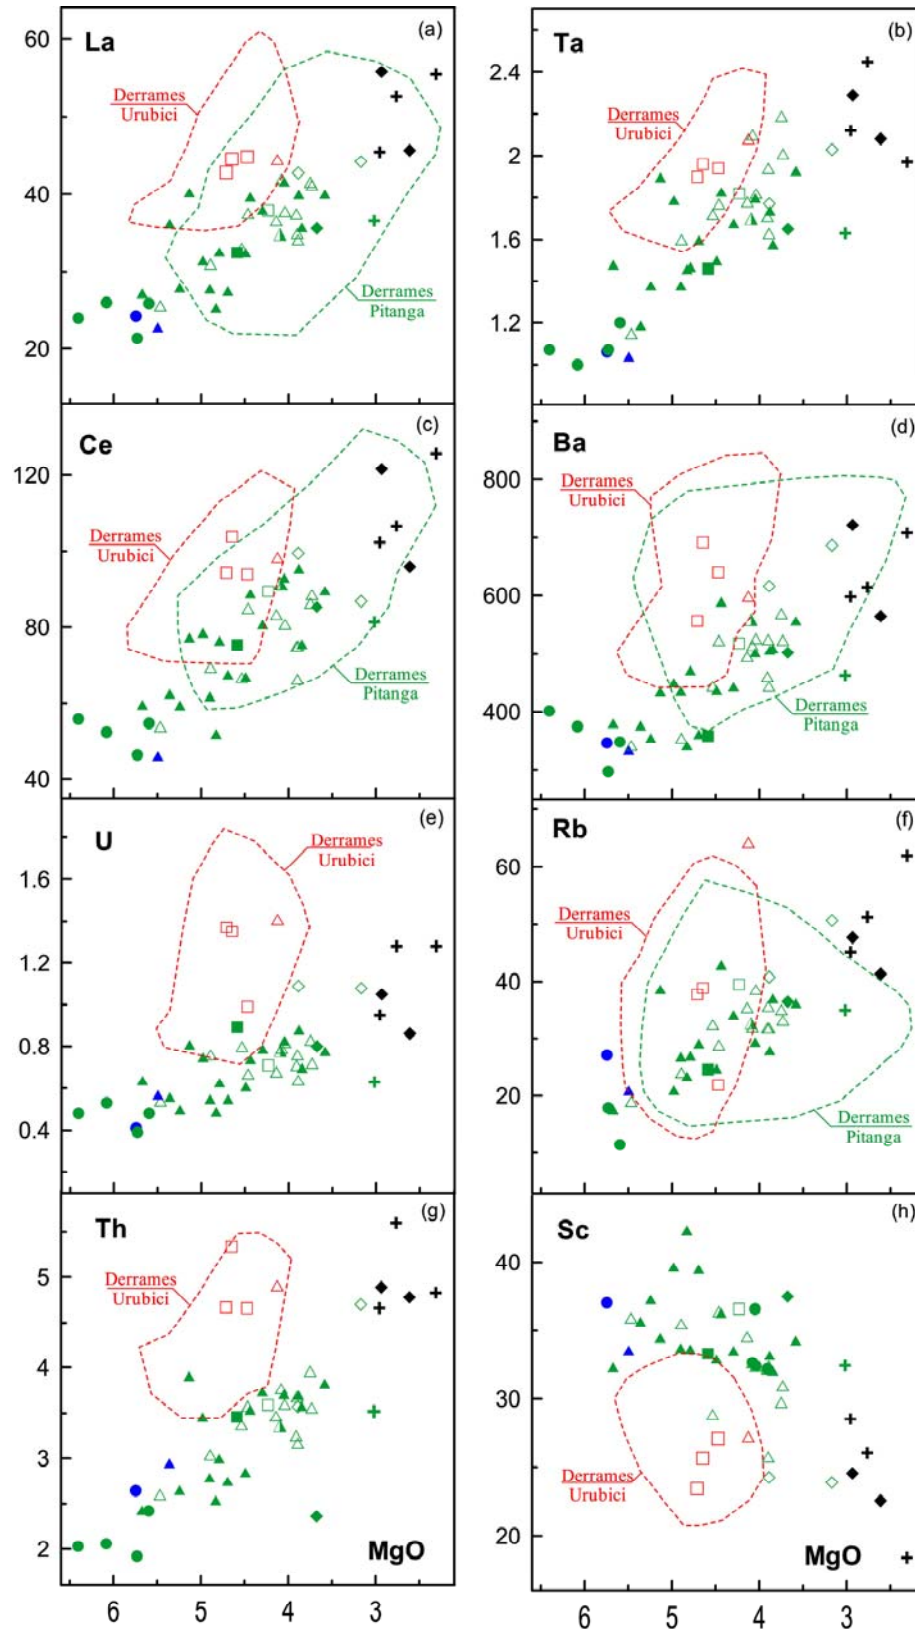 (a)
La
60
40
20
Derrames
Urubici
Derrames
Pitanga
(b)
Ta
2.4
2
1.6
1.2
Derrames
Urubici
(c)
Ce
120
80
40
Derrames
Urubici
Derrames
Pitanga
(d)
Ba
800
600
400
Derrames
Urubici
Derrames
Pitanga
(e)
U
1.6
1.2
0.8
0.4
Derrames
Urubici
(f)
Rb
60
40
20
Derrames
Urubici
Derrames
Pitanga
(g)
Th
5
4
3
2
Derrames
Urubici
MgO
6 5 4 3
(h)
Sc
40
30
20
Derrames
Urubici
MgO
6 5 4 3